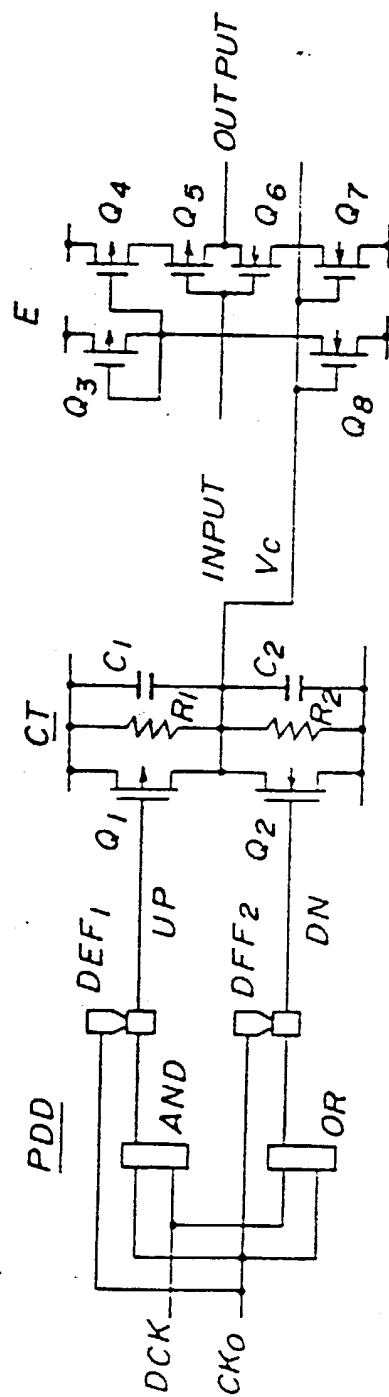 PDD
CT
E
DEF1
UP
DFF2
DN
AND
OR
DCK
CK0
Q1
Q2
R1
C1
R2
C2
INPUT
Vc
Q3
Q4
Q5
OUTPUT
Q6
Q7
Q8